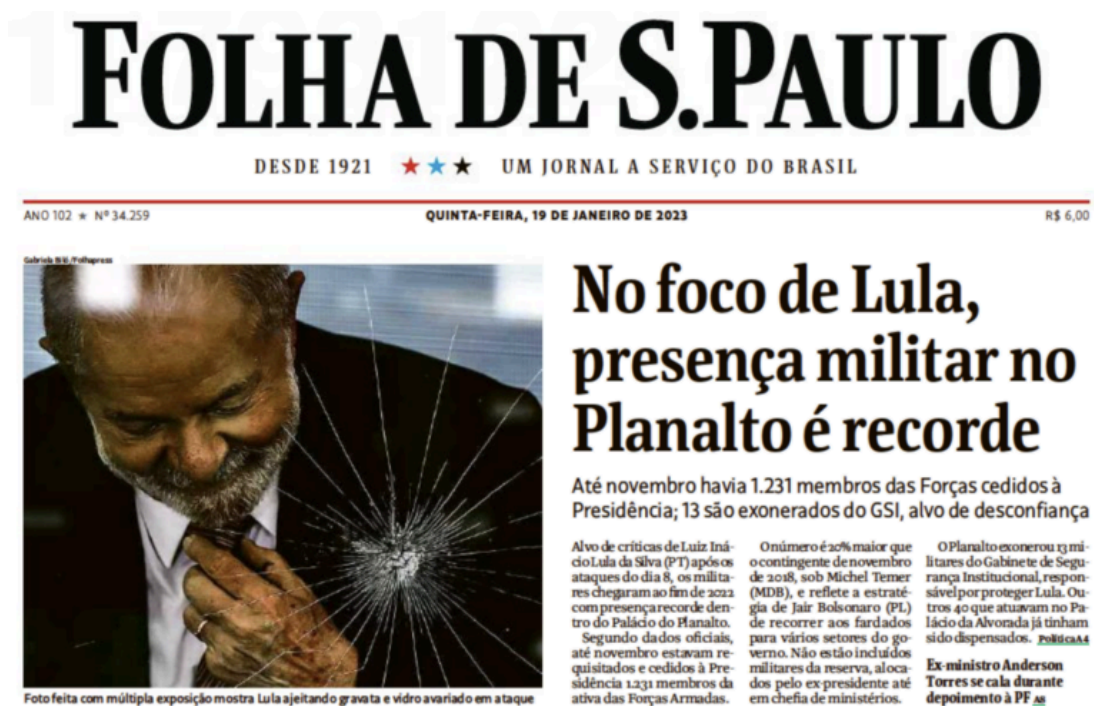 FOLHA DE S.PAULO
DESDE 1921 ★★★ UM JORNAL A SERVIÇO DO BRASIL
ANO 102 ★ Nº 34.259
QUINTA-FEIRA, 19 DE JANEIRO DE 2023
R$ 6,00
Gabriela Biló/Folhapress
Foto feita com múltipla exposição mostra Lula ajeitando gravata e vidro avariado em ataque
No foco de Lula,
presença militar no
Planalto é recorde
Até novembro havia 1.231 membros das Forças cedidos à
Presidência; 13 são exonerados do GSI, alvo de desconfiança
Alvo de críticas de Luiz Iná-
cio Lula da Silva (PT) após os
ataques do dia 8, os milita-
res chegaram ao fim de 2022
com presença recorde den-
tro do Palácio do Planalto.
Segundo dados oficiais,
até novembro estavam re-
quisitados e cedidos à Pre-
sidência 1.231 membros da
ativa das Forças Armadas.
O número é 20% maior que
o contingente de novembro
de 2018, sob Michel Temer
(MDB), e reflete a estraté-
gia de Jair Bolsonaro (PL)
de recorrer aos fardados
para vários setores do go-
verno. Não estão incluídos
militares da reserva, aloca-
dos pelo ex-presidente até
em chefia de ministérios.
O Planalto exonerou 13 mi-
litares do Gabinete de Segu-
rança Institucional, respon-
sável por proteger Lula. Ou-
tros 40 que atuavam no Pa-
lácio da Alvorada já tinham
sido dispensados. Política A4
Ex-ministro Anderson
Torres se cala durante
depoimento à PF A8